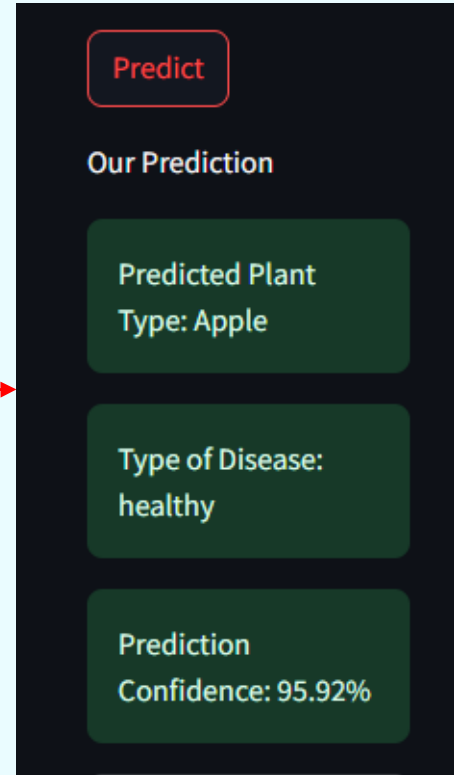 Predict
Our Prediction
Predicted Plant
Type: Apple
Type of Disease:
healthy
Prediction
Confidence: 95.92%